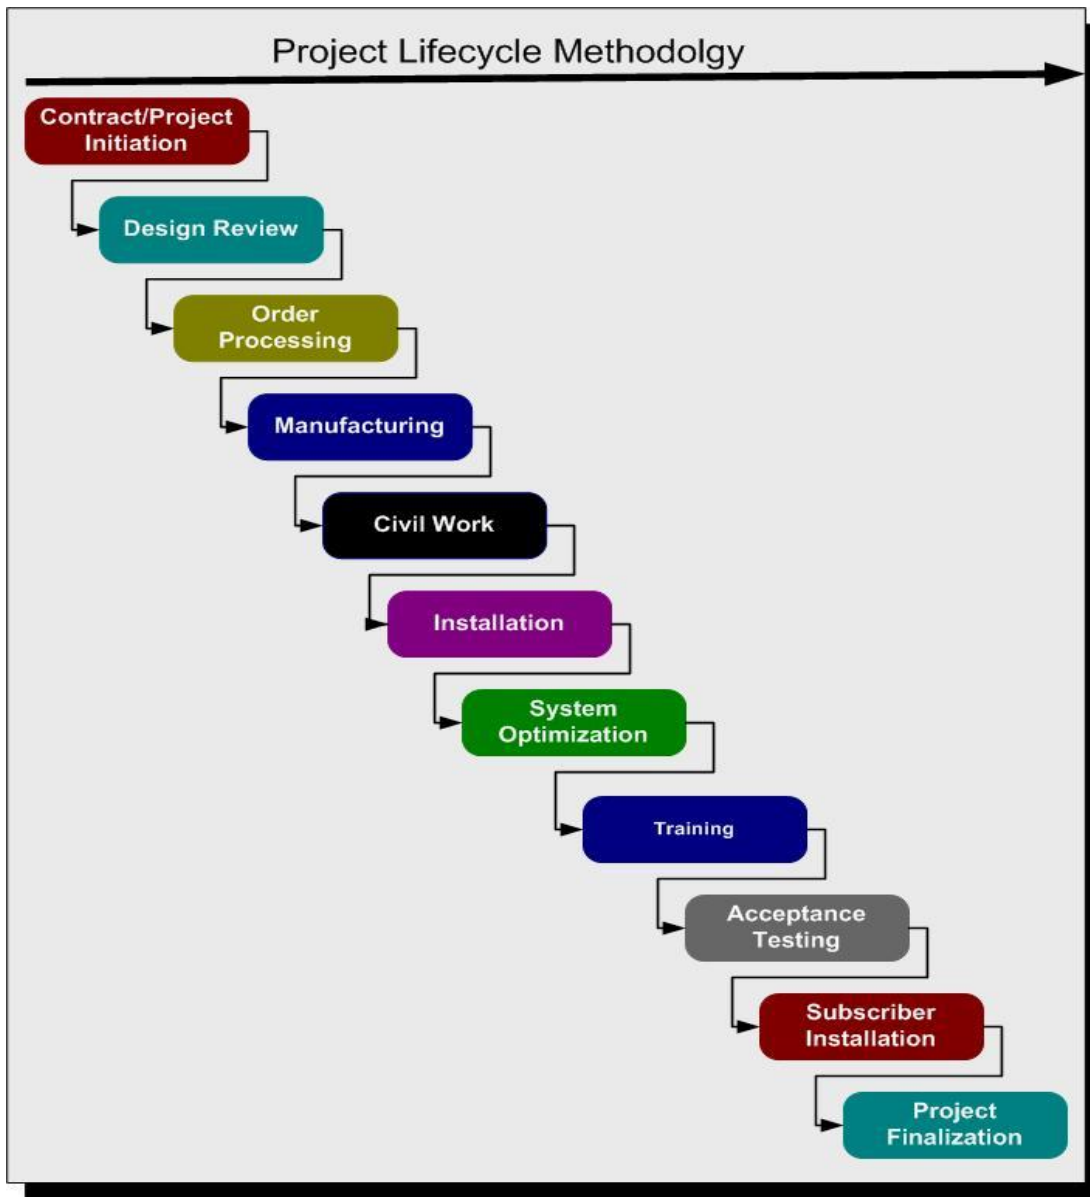 Project Lifecycle Methodolgy
Contract/Project
Initiation
Design Review
Order
Processing
Manufacturing
Civil Work
Installation
System
Optimization
Training
Acceptance
Testing
Subscriber
Installation
Project
Finalization